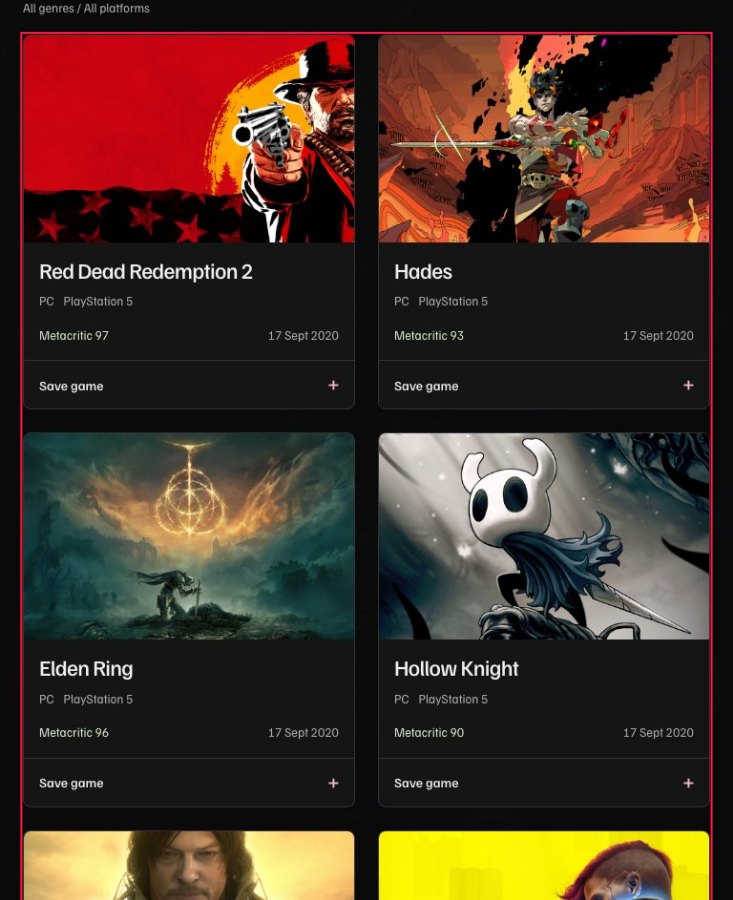 All genres / All platforms
Red Dead Redemption 2
PC PlayStation 5
Metacritic 97 17 Sept 2020
Save game +
Hades
PC PlayStation 5
Metacritic 93 17 Sept 2020
Save game +
Elden Ring
PC PlayStation 5
Metacritic 96 17 Sept 2020
Save game +
Hollow Knight
PC PlayStation 5
Metacritic 90 17 Sept 2020
Save game +